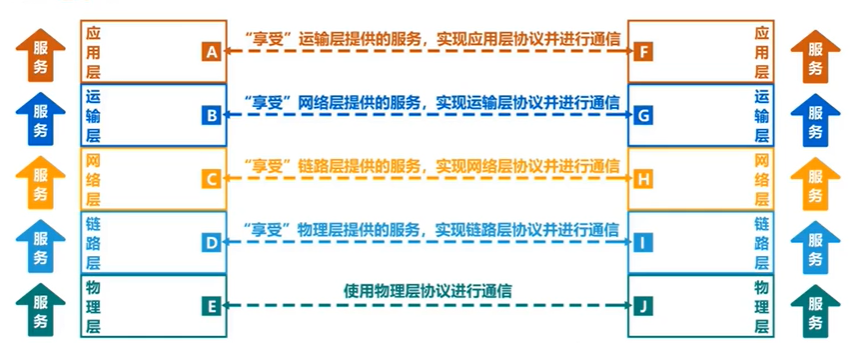 服务 应用层 A “享受”运输层提供的服务，实现应用层协议并进行通信 F 应用层 服务
服务 运输层 B “享受”网络层提供的服务，实现运输层协议并进行通信 G 运输层 服务
服务 网络层 C “享受”链路层提供的服务，实现网络层协议并进行通信 H 网络层 服务
服务 链路层 D “享受”物理层提供的服务，实现链路层协议并进行通信 I 链路层 服务
服务 物理层 E 使用物理层协议进行通信 J 物理层 服务